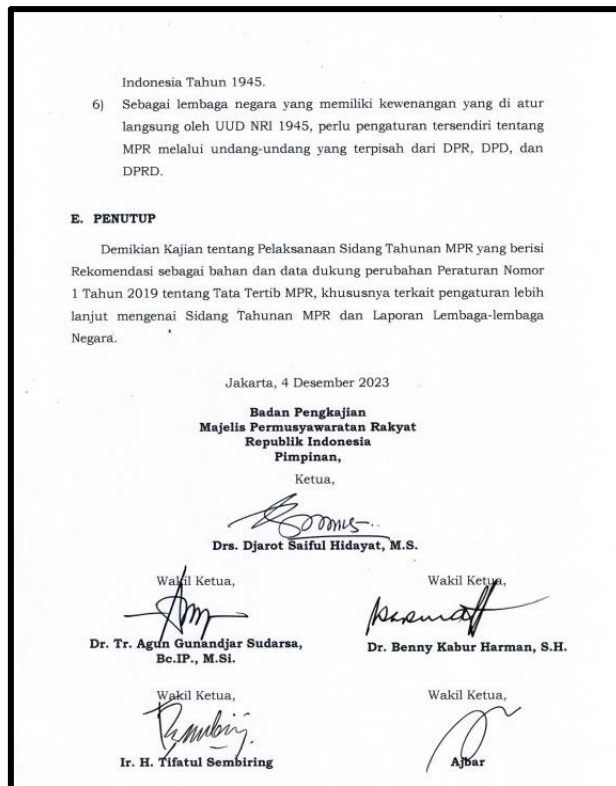 Indonesia Tahun 1945.
6) Sebagai lembaga negara yang memiliki kewenangan yang di atur
langsung oleh UUD NRI 1945, perlu pengaturan tersendiri tentang
MPR melalui undang-undang yang terpisah dari DPR, DPD, dan
DPRD.
E. PENUTUP
Demikian Kajian tentang Pelaksanaan Sidang Tahunan MPR yang berisi
Rekomendasi sebagai bahan dan data dukung perubahan Peraturan Nomor
1 Tahun 2019 tentang Tata Tertib MPR, khususnya terkait pengaturan lebih
lanjut mengenai Sidang Tahunan MPR dan Laporan Lembaga-lembaga
Negara.
Jakarta, 4 Desember 2023
Badan Pengkajian
Majelis Permusyawaratan Rakyat
Republik Indonesia
Pimpinan,
Ketua,
Drs. Djarot Saiful Hidayat, M.S.
Wakil Ketua,
Wakil Ketua,
Dr. Tr. Agun Gunandjar Sudarsa,
Bc.IP., M.Si.
Dr. Benny Kabur Harman, S.H.
Wakil Ketua,
Wakil Ketua,
Ir. H. Tifatul Sembiring
Ajbar